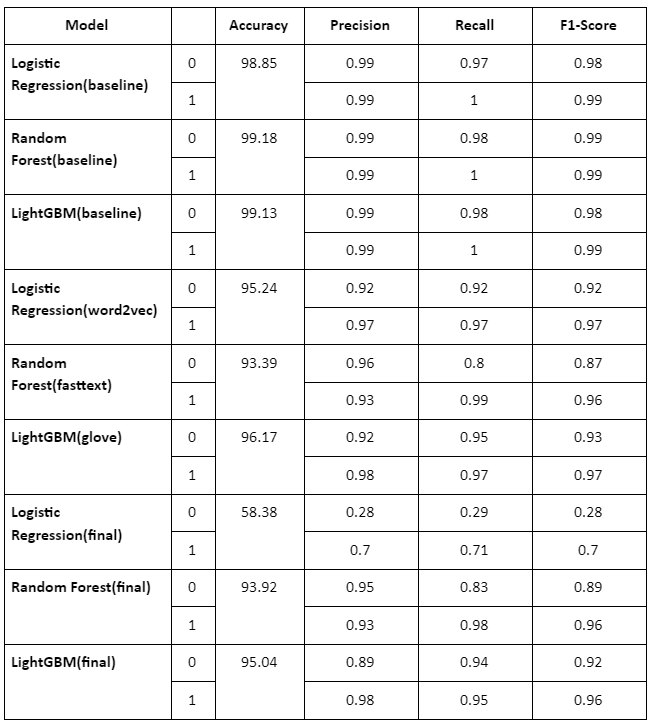 Model Accuracy Precision Recall F1-Score
Logistic 0 98.85 0.99 0.97 0.98
Regression(baseline)
1 0.99 1 0.99
Random 0 99.18 0.99 0.98 0.99
Forest(baseline)
1 0.99 1 0.99
LightGBM(baseline) 0 99.13 0.99 0.98 0.98
1 0.99 1 0.99
Logistic 0 95.24 0.92 0.92 0.92
Regression(word2vec)
1 0.97 0.97 0.97
Random 0 93.39 0.96 0.8 0.87
Forest(fasttext)
1 0.93 0.99 0.96
LightGBM(glove) 0 96.17 0.92 0.95 0.93
1 0.98 0.97 0.97
Logistic 0 58.38 0.28 0.29 0.28
Regression(final)
1 0.7 0.71 0.7
Random Forest(final) 0 93.92 0.95 0.83 0.89
1 0.93 0.98 0.96
LightGBM(final) 0 95.04 0.89 0.94 0.92
1 0.98 0.95 0.96